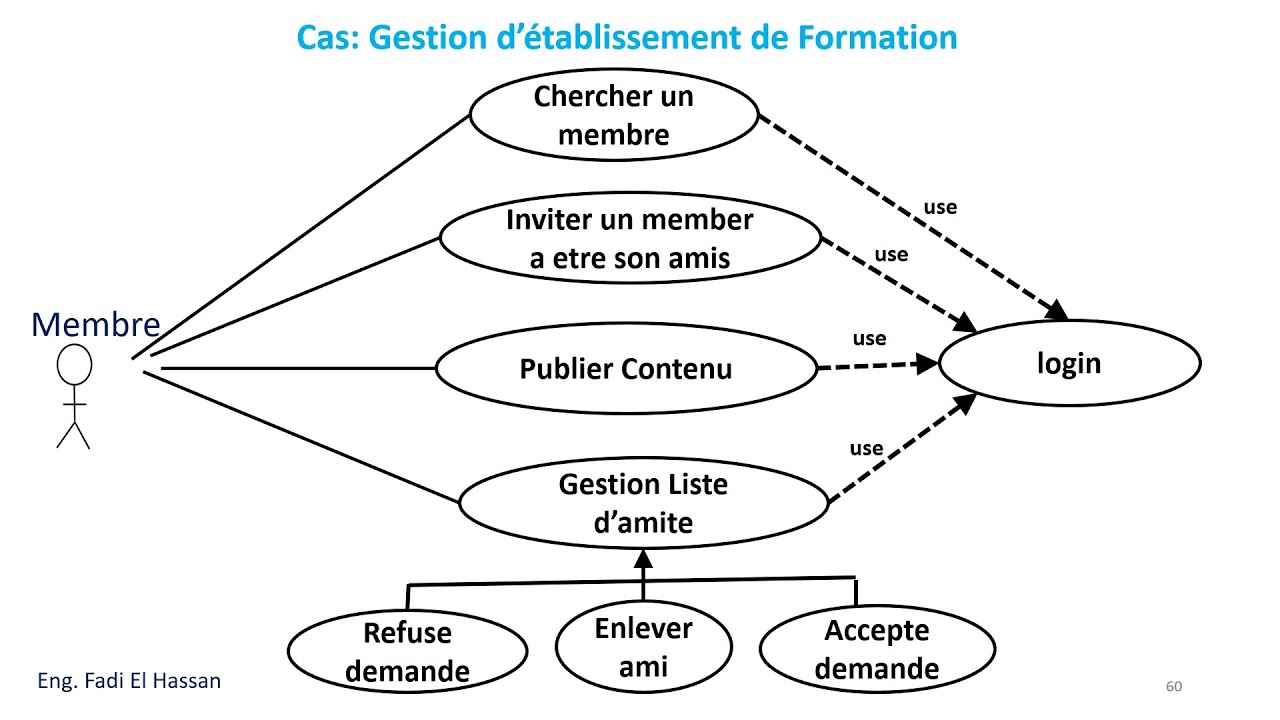 Cas: Gestion d’établissement de Formation
Chercher un
membre
use
Inviter un member
a etre son amis
use
Membre
Publier Contenu
use
login
Gestion Liste
d’amite
use
Refuse
demande
Enlever
ami
Accepte
demande
Eng. Fadi El Hassan
60